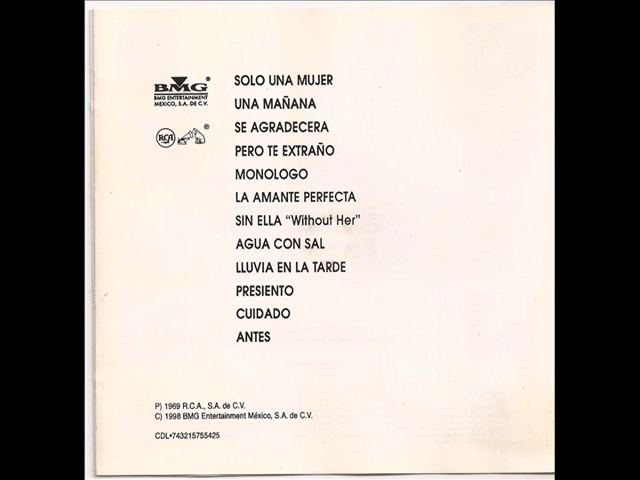 BMG®
BMG ENTERTAINMENT
MEXICO, S.A. DE C.V.
RCA ®
SOLO UNA MUJER
UNA MAÑANA
SE AGRADECERA
PERO TE EXTRAÑO
MONOLOGO
LA AMANTE PERFECTA
SIN ELLA “Without Her”
AGUA CON SAL
LLUVIA EN LA TARDE
PRESIENTO
CUIDADO
ANTES
P) 1969 R.C.A., S.A. de C.V.
C) 1998 BMG Entertainment México, S.A. de C.V.
CDL•743215755425